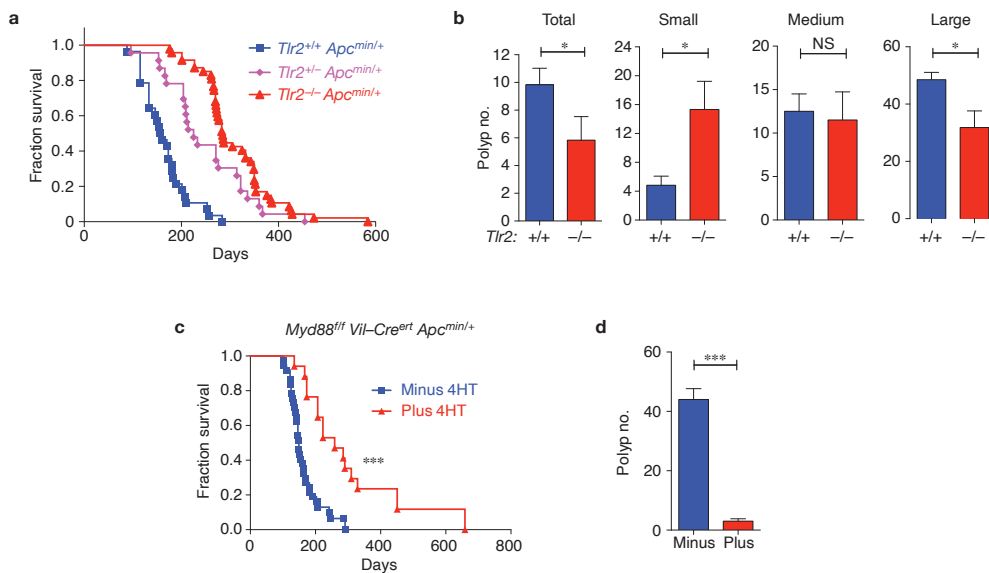 a
Fraction survival
1.0
0.8
0.6
0.4
0.2
0
0
200
400
600
Days
Tlr2+/+ Apcmin/+
Tlr2+/– Apcmin/+
Tlr2–/– Apcmin/+
b
Total
Small
Medium
Large
Polyp no.
12
10
8
6
4
2
0
*
24
20
16
12
8
4
0
*
20
15
10
5
0
NS
60
40
20
0
*
Tlr2: +/+ –/– +/+ –/– +/+ –/– +/+ –/–
c
Myd88f/f Vil–Creert Apcmin/+
Fraction survival
1.0
0.8
0.6
0.4
0.2
0.0
0
200
400
600
800
Days
Minus 4HT
Plus 4HT
***
d
Polyp no.
60
40
20
0
***
Minus Plus